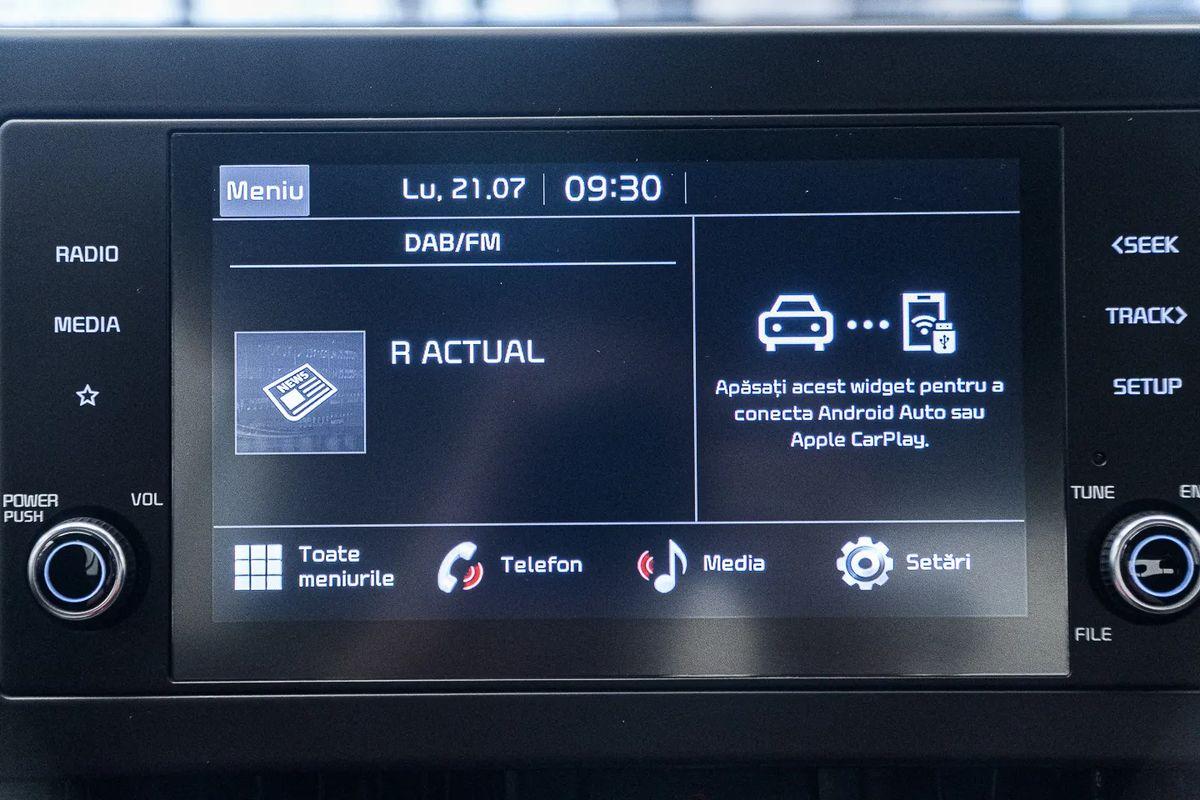 Meniu
Lu, 21.07
09:30
DAB/FM
RADIO
MEDIA
POWER
PUSH
VOL
NEWS
R ACTUAL
Apăsați acest widget pentru a
conecta Android Auto sau
Apple CarPlay.
Toate
meniurile
Telefon
Media
Setări
<SEEK
TRACK>
SETUP
TUNE
FILE